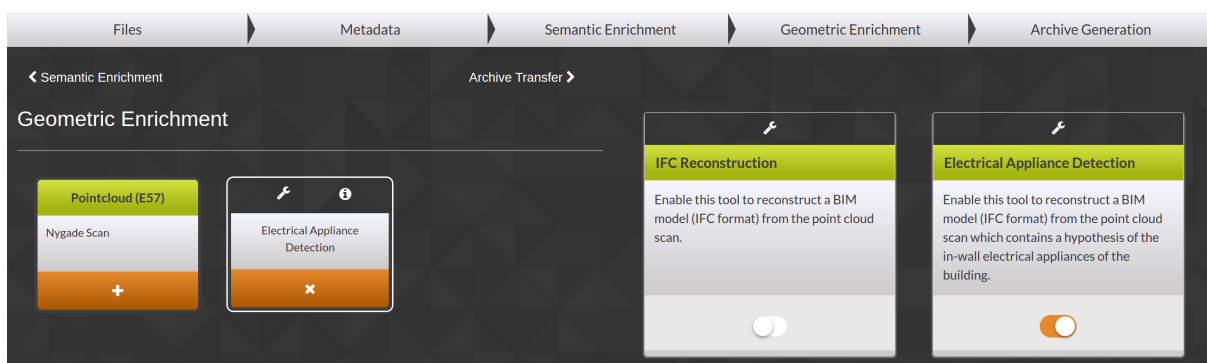 Files
Metadata
Semantic Enrichment
Geometric Enrichment
Archive Generation
Semantic Enrichment
Archive Transfer
Geometric Enrichment
Pointcloud (E57)
Nygade Scan
Electrical Appliance
Detection
IFC Reconstruction
Enable this tool to reconstruct a BIM
model (IFC format) from the point cloud
scan.
Electrical Appliance Detection
Enable this tool to reconstruct a BIM
model (IFC format) from the point cloud
scan which contains a hypothesis of the
in-wall electrical appliances of the
building.